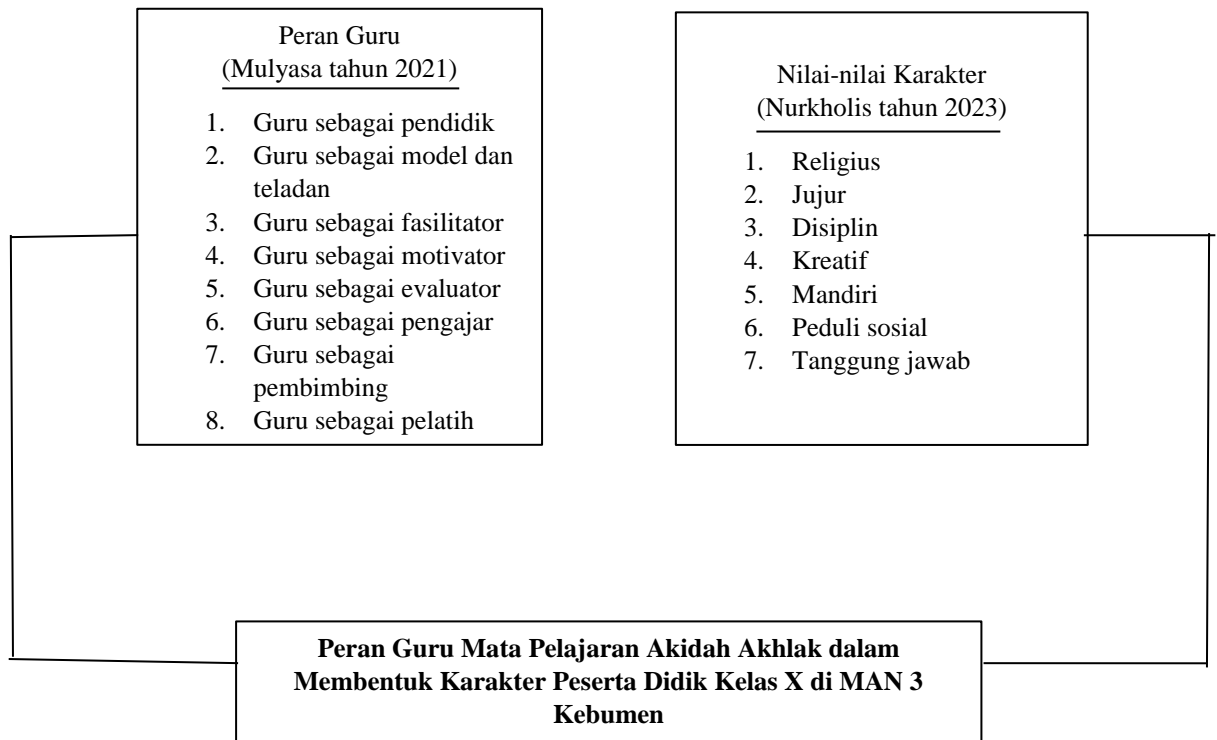 Peran Guru
(Mulyasa tahun 2021)
1. Guru sebagai pendidik
2. Guru sebagai model dan
teladan
3. Guru sebagai fasilitator
4. Guru sebagai motivator
5. Guru sebagai evaluator
6. Guru sebagai pengajar
7. Guru sebagai
pembimbing
8. Guru sebagai pelatih
Nilai-nilai Karakter
(Nurkholis tahun 2023)
1. Religius
2. Jujur
3. Disiplin
4. Kreatif
5. Mandiri
6. Peduli sosial
7. Tanggung jawab
Peran Guru Mata Pelajaran Akidah Akhlak dalam
Membentuk Karakter Peserta Didik Kelas X di MAN 3
Kebumen